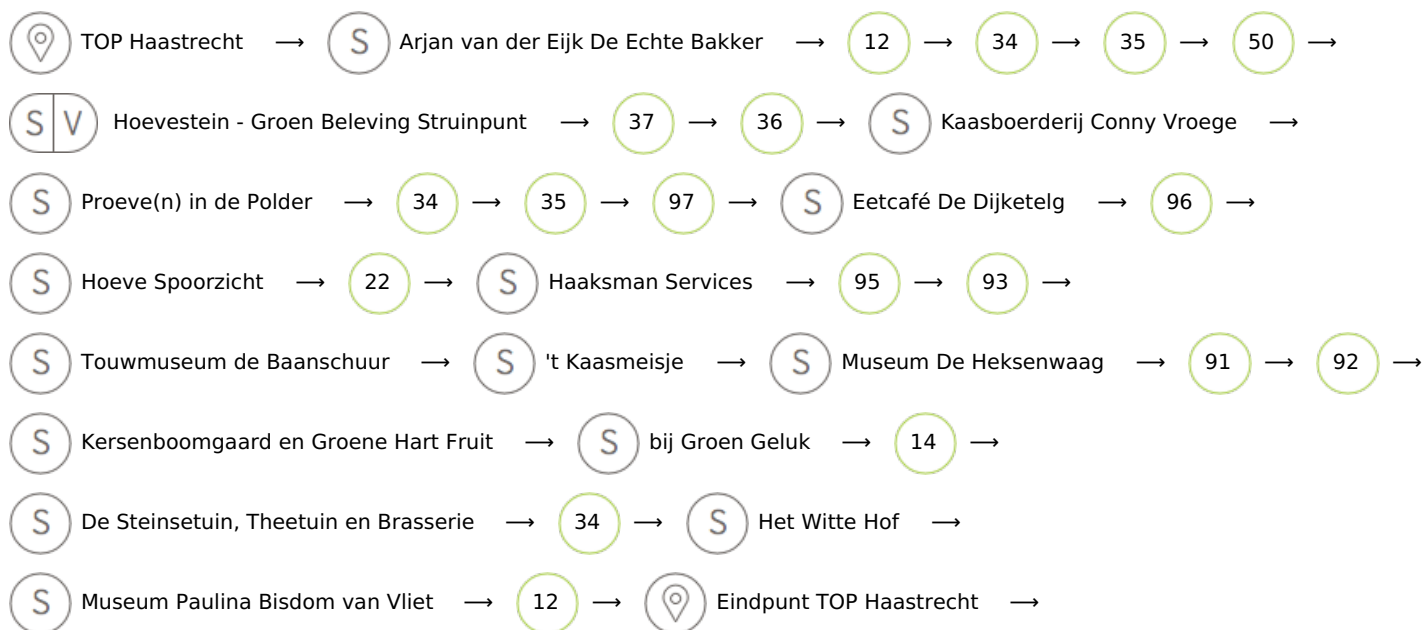 TOP Haastrecht → S Arjan van der Eijk De Echte Bakker → 12 → 34 → 35 → 50 →
S V Hoevestein - Groen Beleving Struinpunt → 37 → 36 → S Kaasboerderij Conny Vroege →
S Proeve(n) in de Polder → 34 → 35 → 97 → S Eetcafé De Dijketelg → 96 →
S Hoeve Spoorzicht → 22 → S Haaksman Services → 95 → 93 →
S Touwmuseum de Baanschuur → S 't Kaasmeisje → S Museum De Heksenwaag → 91 → 92 →
S Kersenboomgaard en Groene Hart Fruit → S bij Groen Geluk → 14 →
S De Steinsetuin, Theetuin en Brasserie → 34 → S Het Witte Hof →
S Museum Paulina Bisdom van Vliet → 12 → Eindpunt TOP Haastrecht →